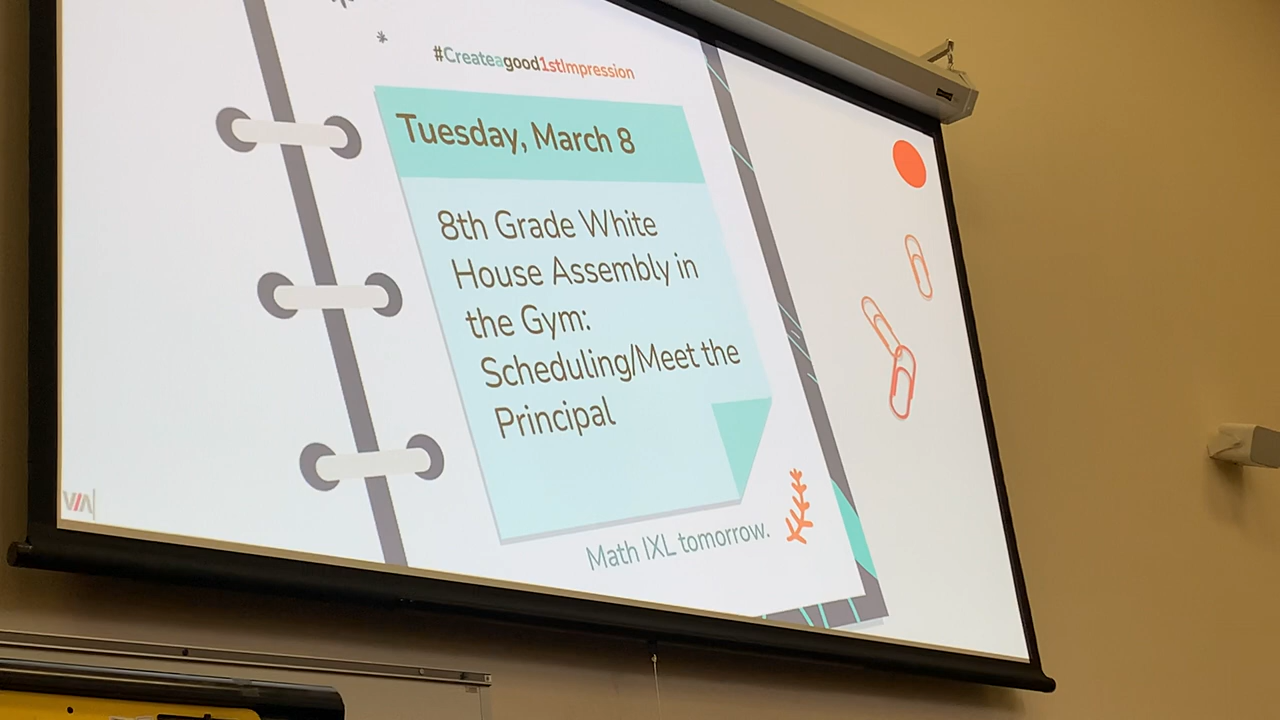 #Createagood1stImpression
Tuesday, March 8
8th Grade White
House Assembly in
the Gym:
Scheduling/Meet the
Principal
Math IXL tomorrow.
VIA